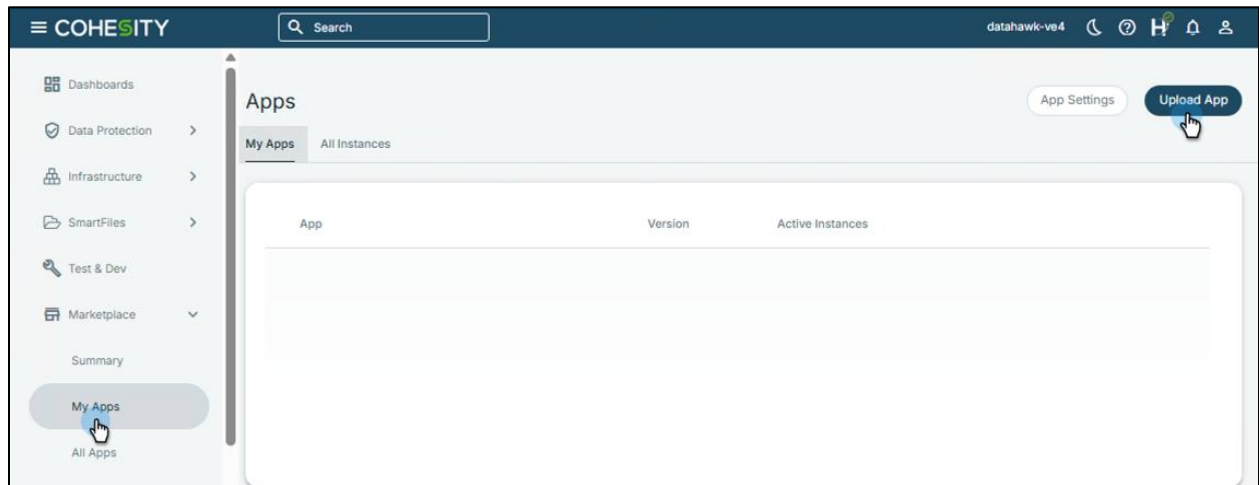 COHESITY
Search
datahawk-ve4
Dashboards
Data Protection
Infrastructure
SmartFiles
Test & Dev
Marketplace
Summary
My Apps
All Apps
Apps
App Settings
Upload App
My Apps All Instances
App Version Active Instances